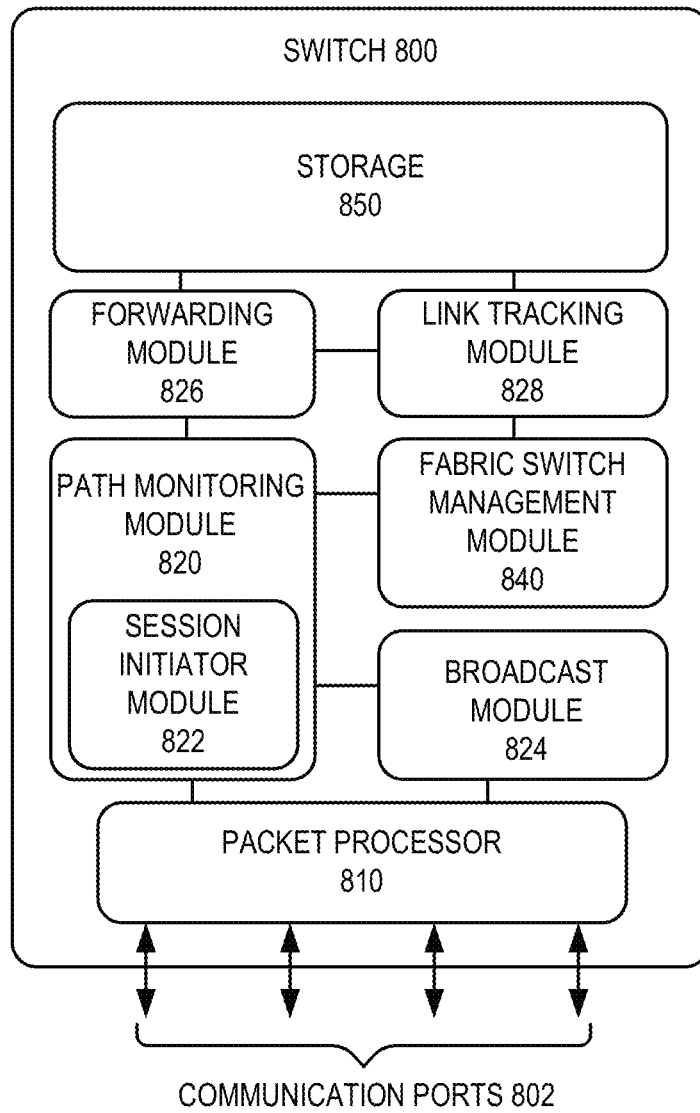 SWITCH 800
STORAGE
850
FORWARDING
MODULE
826
LINK TRACKING
MODULE
828
PATH MONITORING
MODULE
820
SESSION
INITIATOR
MODULE
822
FABRIC SWITCH
MANAGEMENT
MODULE
840
BROADCAST
MODULE
824
PACKET PROCESSOR
810
COMMUNICATION PORTS 802